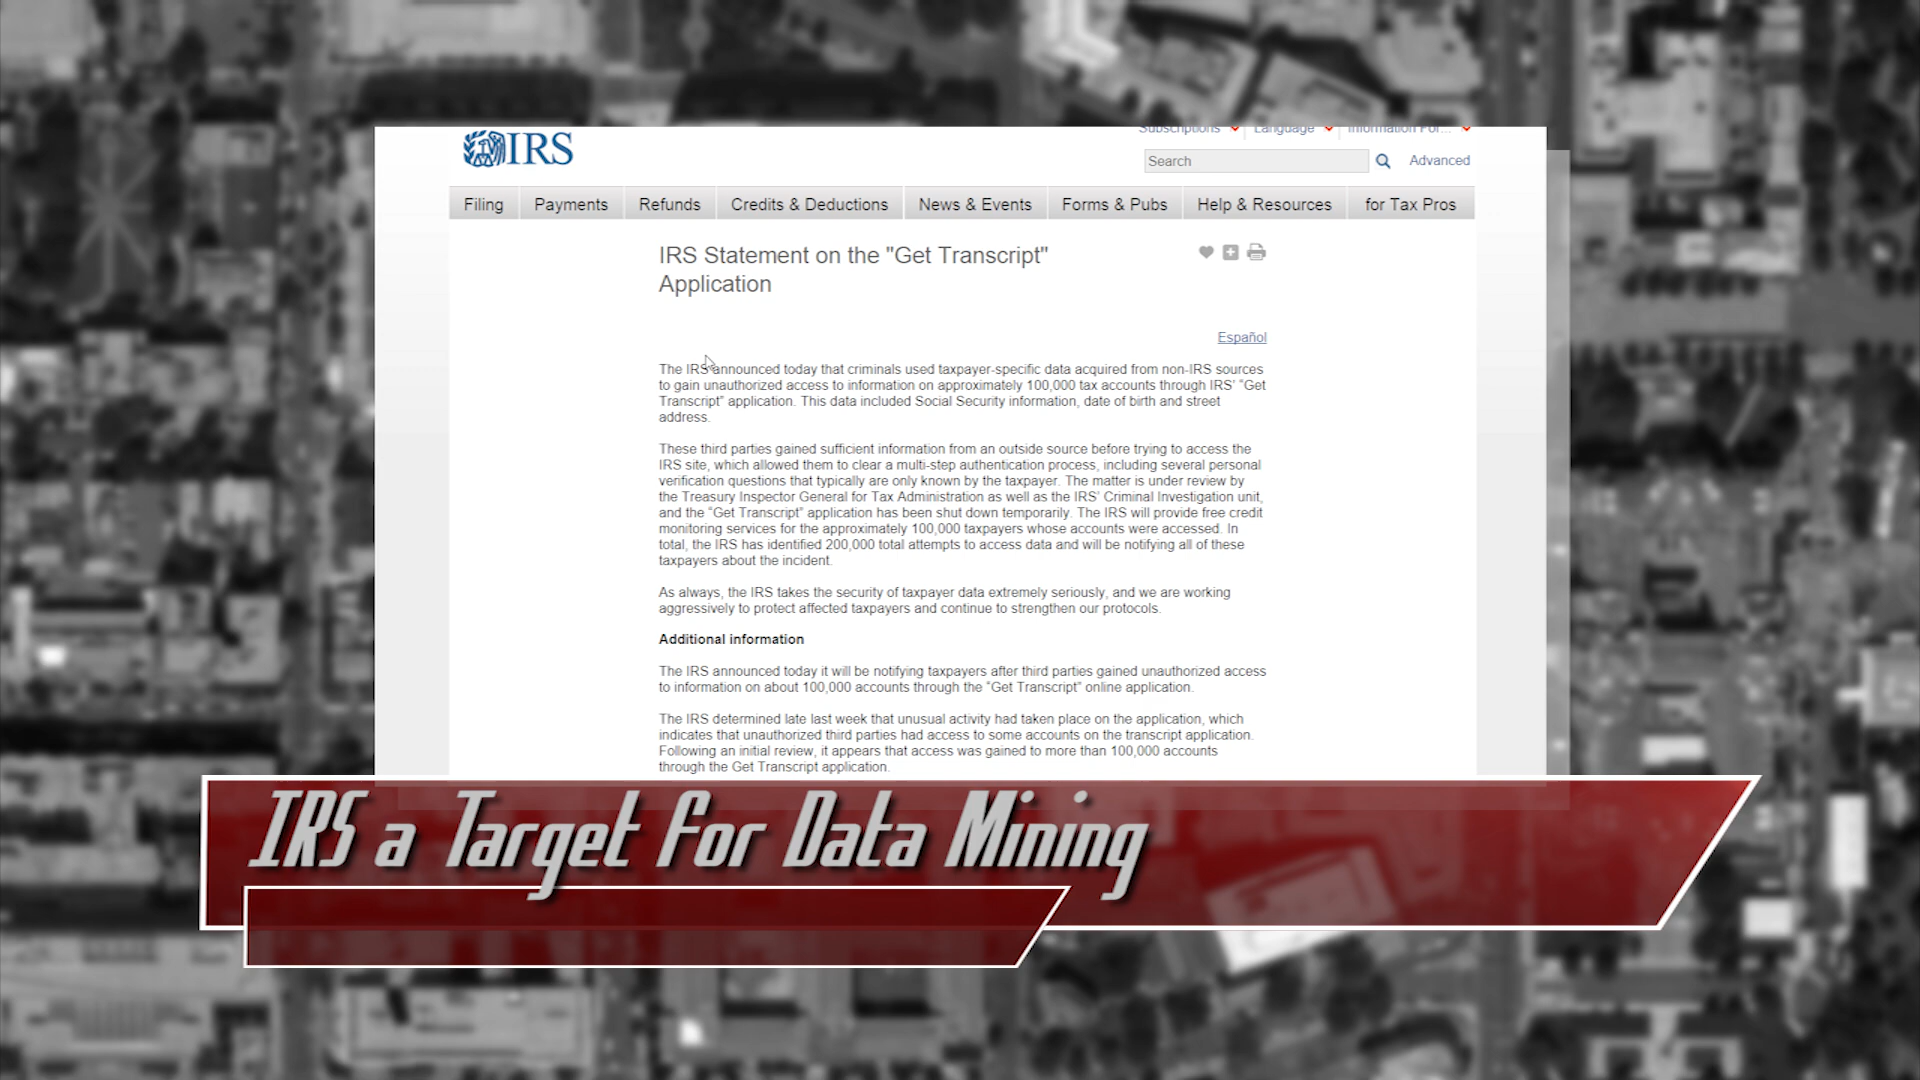 IRS
Subscriptions Language Information For...
Search Advanced
Filing Payments Refunds Credits & Deductions News & Events Forms & Pubs Help & Resources for Tax Pros
IRS Statement on the "Get Transcript"
Application
Español
The IRS announced today that criminals used taxpayer-specific data acquired from non-IRS sources
to gain unauthorized access to information on approximately 100,000 tax accounts through IRS' "Get
Transcript" application. This data included Social Security information, date of birth and street
address.
These third parties gained sufficient information from an outside source before trying to access the
IRS site, which allowed them to clear a multi-step authentication process, including several personal
verification questions that typically are only known by the taxpayer. The matter is under review by
the Treasury Inspector General for Tax Administration as well as the IRS' Criminal Investigation unit,
and the "Get Transcript" application has been shut down temporarily. The IRS will provide free credit
monitoring services for the approximately 100,000 taxpayers whose accounts were accessed. In
total, the IRS has identified 200,000 total attempts to access data and will be notifying all of these
taxpayers about the incident.
As always, the IRS takes the security of taxpayer data extremely seriously, and we are working
aggressively to protect affected taxpayers and continue to strengthen our protocols.
Additional information
The IRS announced today it will be notifying taxpayers after third parties gained unauthorized access
to information on about 100,000 accounts through the "Get Transcript" online application.
The IRS determined late last week that unusual activity had taken place on the application, which
indicates that unauthorized third parties had access to some accounts on the transcript application.
Following an initial review, it appears that access was gained to more than 100,000 accounts
through the Get Transcript application.
IRS a Target for Data Mining